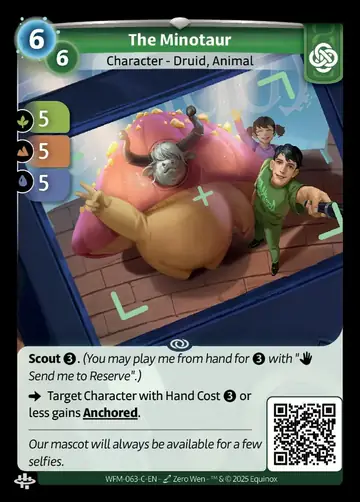 6
6
The Minotaur
Character - Druid, Animal
5
5
5
Scout 3. (You may play me from hand for 3 with "
Send me to Reserve".)
Target Character with Hand Cost 3 or
less gains Anchored.
Our mascot will always be available for a few
selfies.
WFM-063-C-EN - Zero Wen - ™ & © 2025 Equinox